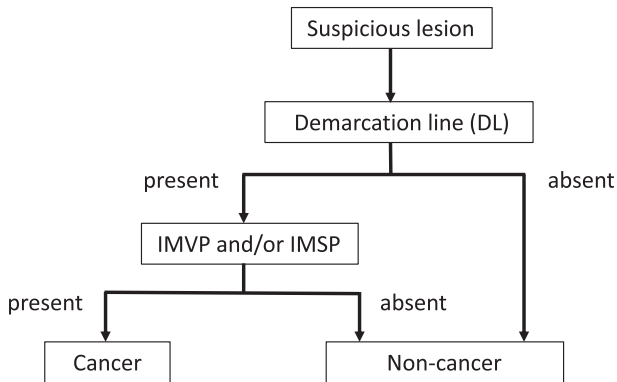 Suspicious lesion
Demarcation line (DL)
present
absent
IMVP and/or IMSP
present
absent
Cancer
Non-cancer